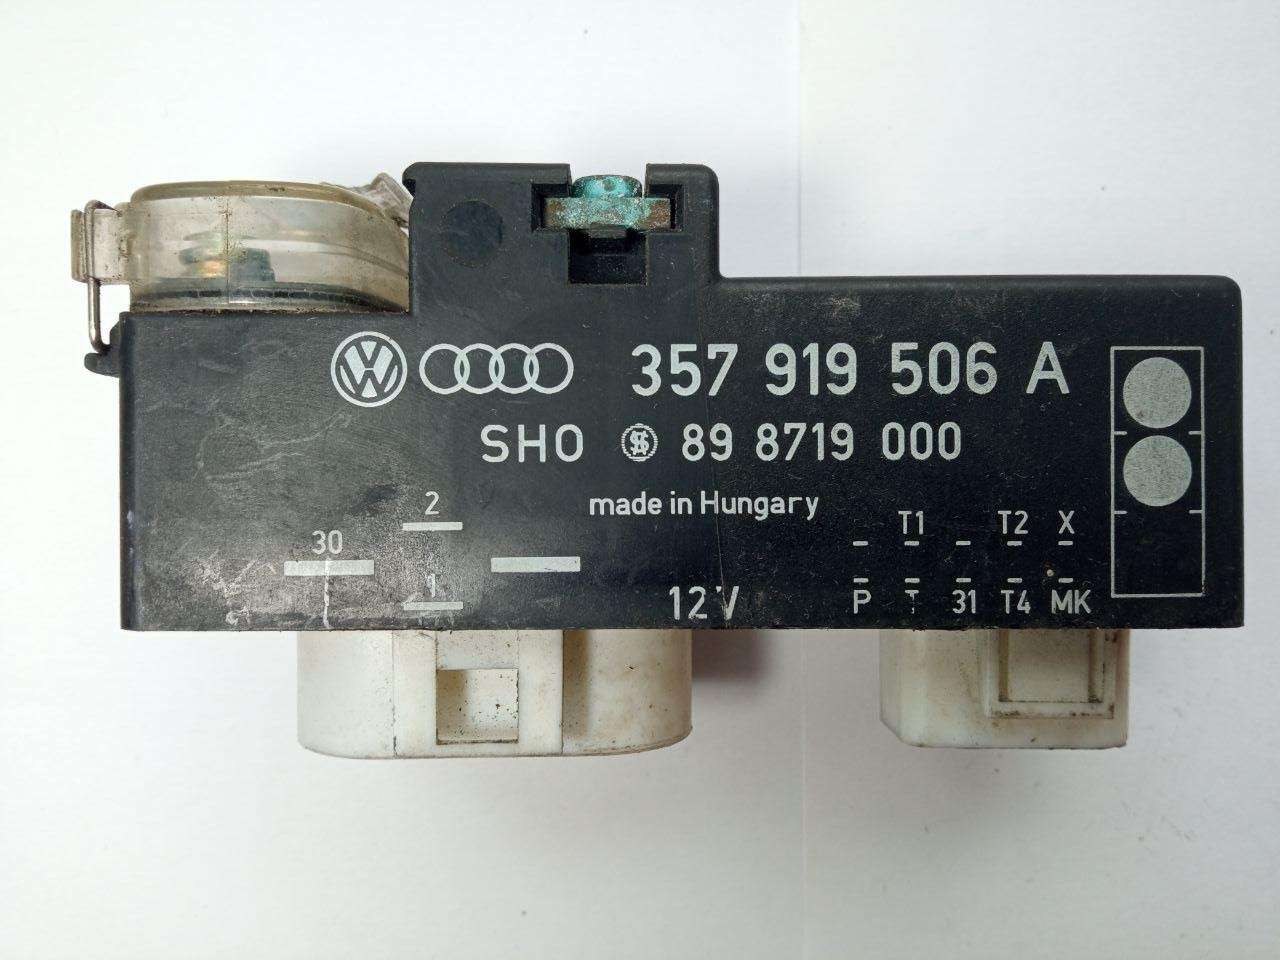 357 919 506 A
SHO 89 8719 000
made in Hungary
2
30
1
12V
T1 T2 X
P T 31 T4 MK